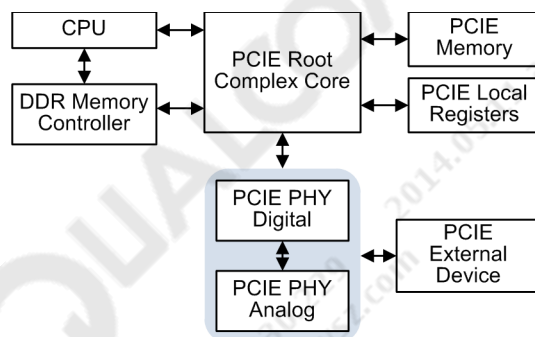 CPU
DDR Memory
Controller
PCIE Root
Complex Core
PCIE
Memory
PCIE Local
Registers
PCIE PHY
Digital
PCIE PHY
Analog
PCIE
External
Device